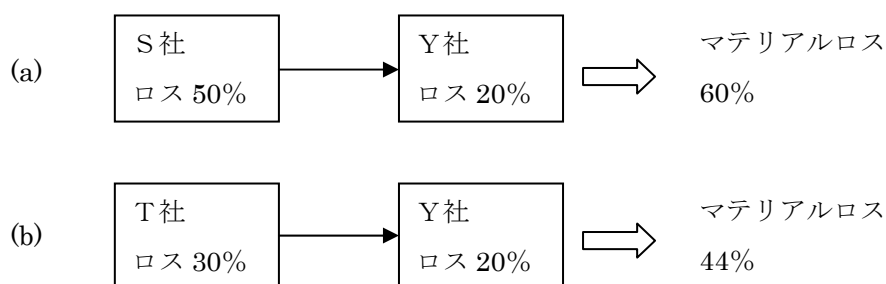 (a)
Ｓ社
ロス 50%
Ｙ社
ロス 20%
マテリアルロス
60%
(b)
Ｔ社
ロス 30%
Ｙ社
ロス 20%
マテリアルロス
44%